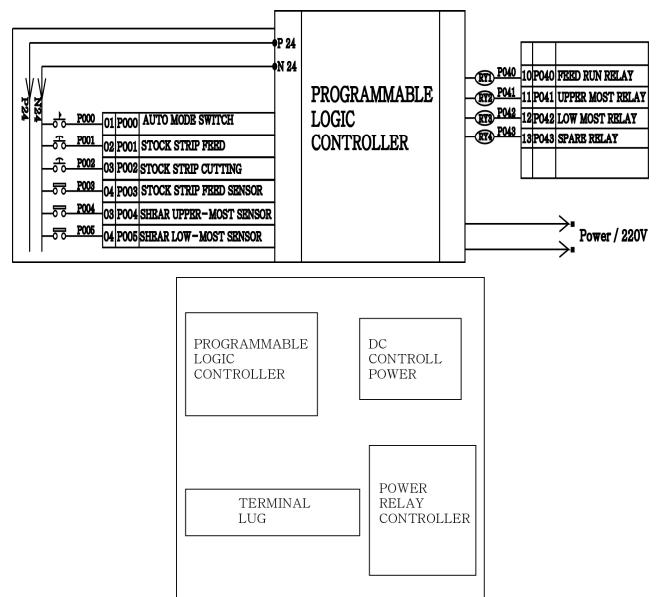 P 24
N 24
P24
N24
P000 01 P000 AUTO MODE SWITCH
P001 02 P001 STOCK STRIP FEED
P002 03 P002 STOCK STRIP CUTTING
P003 04 P003 STOCK STRIP FEED SENSOR
P004 03 P004 SHEAR UPPER-MOST SENSOR
P005 04 P005 SHEAR LOW-MOST SENSOR
PROGRAMMABLE
LOGIC
CONTROLLER
RY1 P040 10 P040 FEED RUN RELAY
RY2 P041 11 P041 UPPER MOST RELAY
RY3 P042 12 P042 LOW MOST RELAY
RY4 P043 13 P043 SPARE RELAY
Power / 220V
PROGRAMMABLE
LOGIC
CONTROLLER
DC
CONTROLL
POWER
TERMINAL
LUG
POWER
RELAY
CONTROLLER